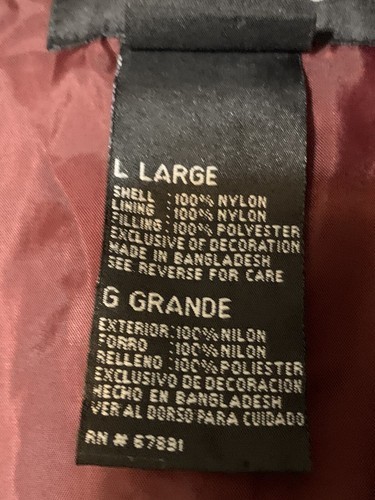 L LARGE
SHELL :100% NYLON
LINING :100% NYLON
FILLING:100% POLYESTER
EXCLUSIVE OF DECORATION
MADE IN BANGLADESH
SEE REVERSE FOR CARE
G GRANDE
EXTERIOR:100%NILON
FORRO :100%NILON
RELLENO :100%POLIESTER
EXCLUSIVO DE DECORACION
HECHO EN BANGLADESH
VER AL DORSO PARA CUIDADO
RN # 67891